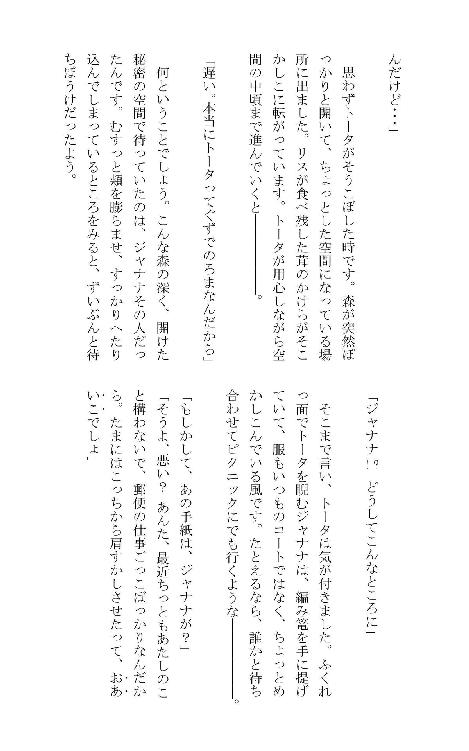 んだけど・・・」
　思わずトータがそうこぼした時です。森が突然ぽ
っかりと開いて、ちょっとした空間になっている場
所に出ました。リスが食べ残した茸のかけらがそこ
かしこに転がっています。トータが用心しながら空
間の中頃まで進んでいくと――――。
「遅い。本当にトータってぐずでのろまなんだから」
　何ということでしょう。こんな森の深く、開けた
秘密の空間で待っていたのは、ジャナナその人だっ
たんです。むすっと頬を膨らませ、すっかりへたり
込んでしまっているところをみると、ずいぶんと待
ちぼうけだったよう。
「ジャナナ!?　どうしてこんなところに」
　そこまで言い、トータは気が付きました。ふくれ
っ面でトータを睨むジャナナは、編み篭を手に提げ
ていて、服もいつものコートではなく、ちょっとめ
かしこんでいる風です。たとえるなら、誰かと待ち
合わせてピクニックにでも行くような――――。
「もしかして、あの手紙は、ジャナナが？」
「そうよ、悪い？ あんた、最近ちっともあたしのこ
と構わないで、郵便の仕事ごっこばっかりなんだか
ら。たまにはこっちから肩すかしさせたって、おあ
いこでしょ」